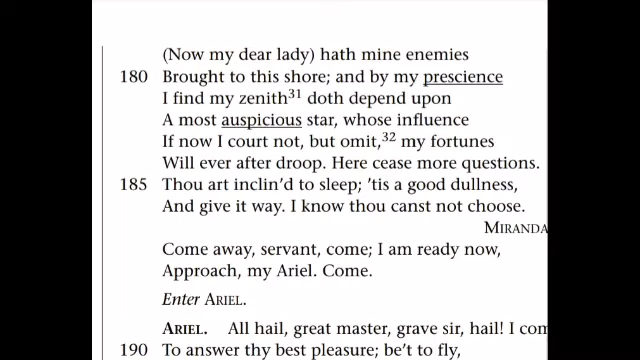 (Now my dear lady) hath mine enemies
180 Brought to this shore; and by my prescience
I find my zenith31 doth depend upon
A most auspicious star, whose influence
If now I court not, but omit,32 my fortunes
Will ever after droop. Here cease more questions.
185 Thou art inclin'd to sleep; 'tis a good dullness,
And give it way. I know thou canst not choose.
MIRANDA
Come away, servant, come; I am ready now,
Approach, my Ariel. Come.
Enter ARIEL.
ARIEL. All hail, great master, grave sir, hail! I com
190 To answer thy best pleasure; be't to fly,